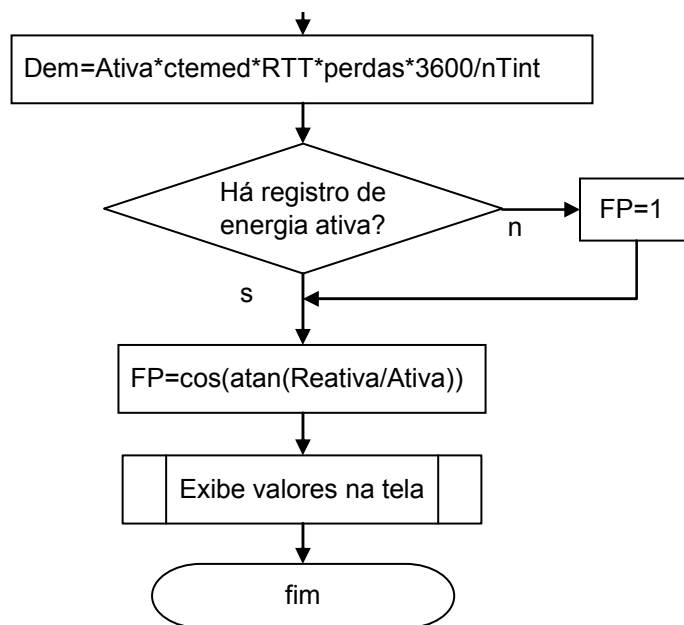 Dem=Ativa*ctemed*RTT*perdas*3600/nTint
Há registro de
energia ativa?
n
FP=1
s
FP=cos(atan(Reativa/Ativa))
Exibe valores na tela
fim